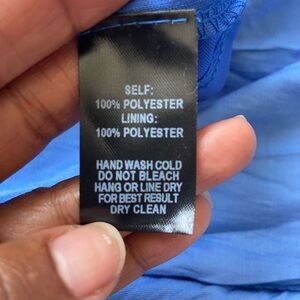 SELF:
100% POLYESTER
LINING:
100% POLYESTER
HAND WASH COLD
DO NOT BLEACH
HANG OR LINE DRY
FOR BEST RESULT
DRY CLEAN